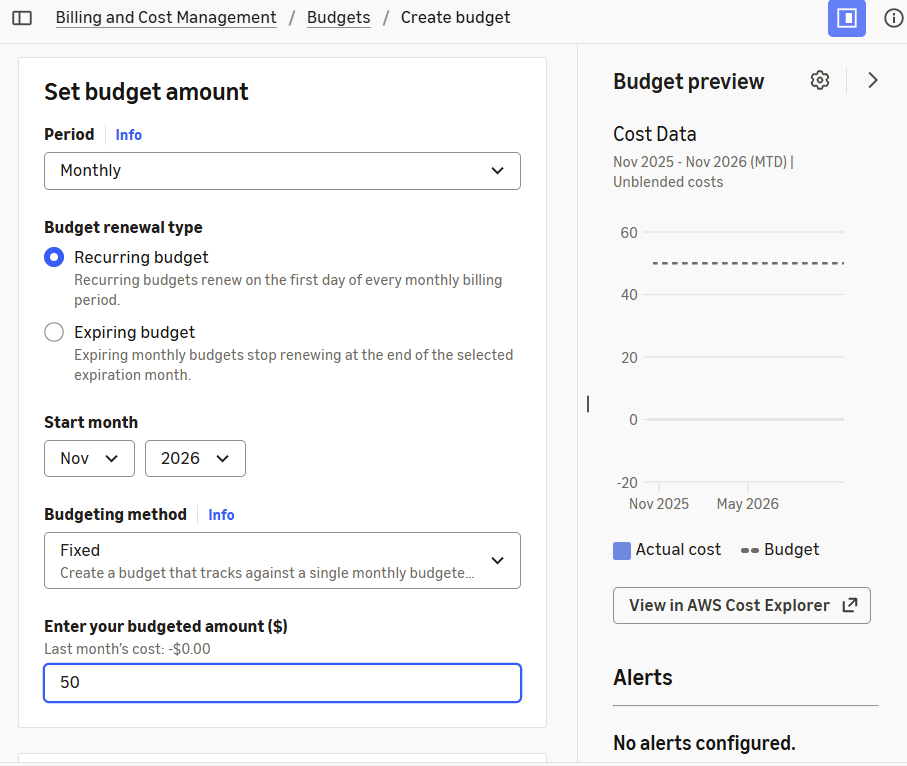 Billing and Cost Management / Budgets / Create budget
Set budget amount
Period Info
Monthly
Budget renewal type
Recurring budget
Recurring budgets renew on the first day of every monthly billing
period.
Expiring budget
Expiring monthly budgets stop renewing at the end of the selected
expiration month.
Start month
Nov 2026
Budgeting method Info
Fixed
Create a budget that tracks against a single monthly budgete...
Enter your budgeted amount ($)
Last month's cost: -$0.00
50
Budget preview
Cost Data
Nov 2025 - Nov 2026 (MTD) |
Unblended costs
60
40
20
0
-20
Nov 2025 May 2026
Actual cost Budget
View in AWS Cost Explorer
Alerts
No alerts configured.